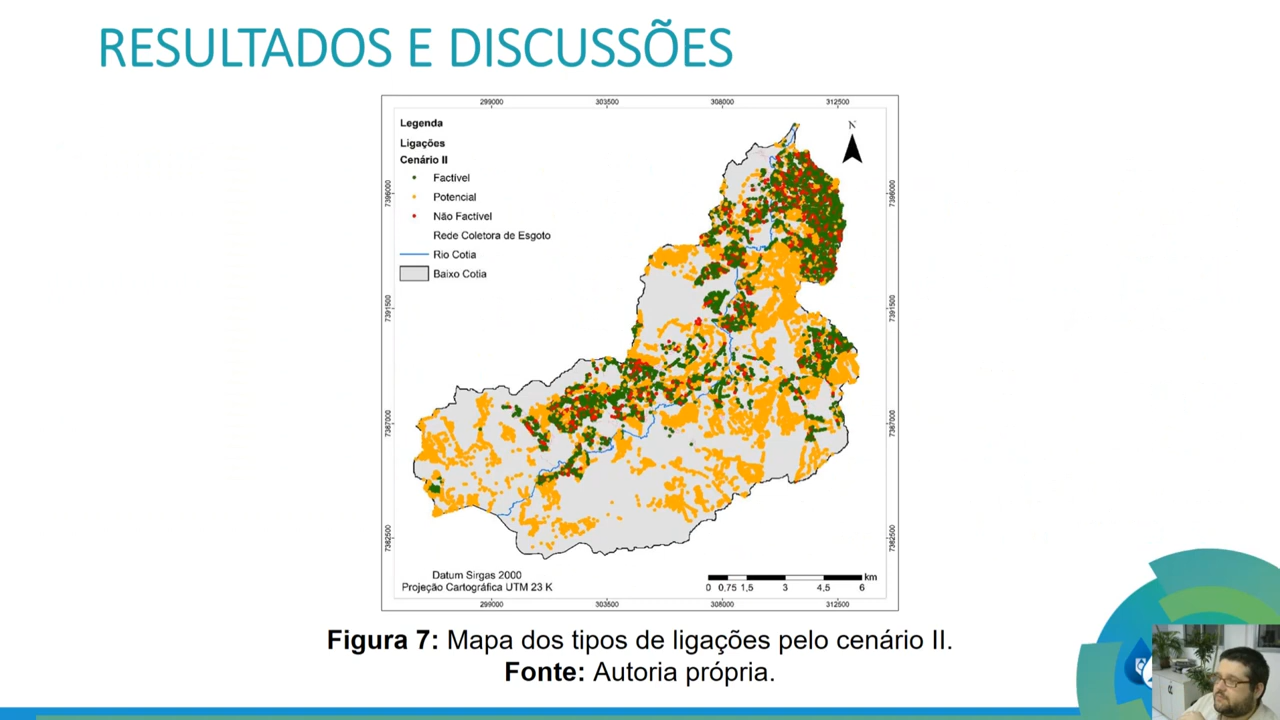 RESULTADOS E DISCUSSÕES
299000 303500 308000 312500
Legenda
Ligações
Cenário II
Factível
Potencial
Não Factível
Rede Coletora de Esgoto
Rio Cotia
Baixo Cotia
N
7396000 7396000
7391500 7391500
7387000 7387000
7382500 7382500
Datum Sirgas 2000
Projeção Cartográfica UTM 23 K
km
0 0,75 1,5 3 4,5 6
299000 303500 308000 312500
Figura 7: Mapa dos tipos de ligações pelo cenário II.
Fonte: Autoria própria.